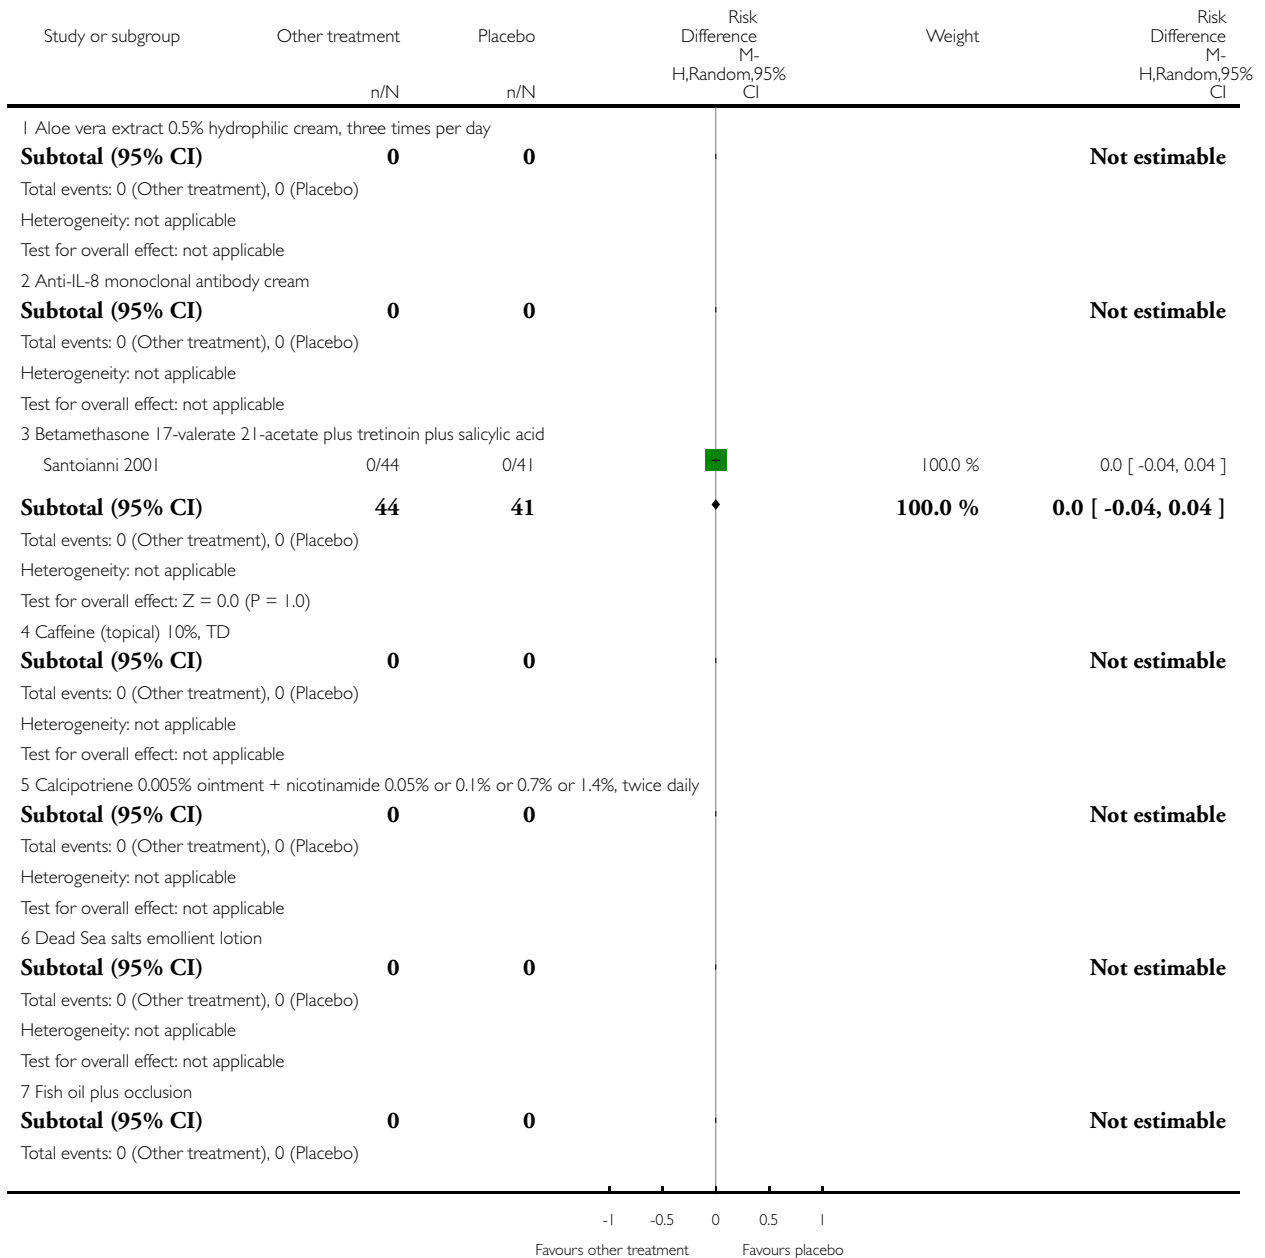 Study or subgroup Other treatment Placebo Risk Difference M-H,Random,95% CI Weight Risk Difference M-H,Random,95% CI
n/N n/N
1 Aloe vera extract 0.5% hydrophilic cream, three times per day
Subtotal (95% CI) 0 0 Not estimable
Total events: 0 (Other treatment), 0 (Placebo)
Heterogeneity: not applicable
Test for overall effect: not applicable
2 Anti-IL-8 monoclonal antibody cream
Subtotal (95% CI) 0 0 Not estimable
Total events: 0 (Other treatment), 0 (Placebo)
Heterogeneity: not applicable
Test for overall effect: not applicable
3 Betamethasone 17-valerate 21-acetate plus tretinoin plus salicylic acid
Santoianni 2001 0/44 0/41 100.0 % 0.0 [ -0.04, 0.04 ]
Subtotal (95% CI) 44 41 100.0 % 0.0 [ -0.04, 0.04 ]
Total events: 0 (Other treatment), 0 (Placebo)
Heterogeneity: not applicable
Test for overall effect: Z = 0.0 (P = 1.0)
4 Caffeine (topical) 10%, TD
Subtotal (95% CI) 0 0 Not estimable
Total events: 0 (Other treatment), 0 (Placebo)
Heterogeneity: not applicable
Test for overall effect: not applicable
5 Calcipotriene 0.005% ointment + nicotinamide 0.05% or 0.1% or 0.7% or 1.4%, twice daily
Subtotal (95% CI) 0 0 Not estimable
Total events: 0 (Other treatment), 0 (Placebo)
Heterogeneity: not applicable
Test for overall effect: not applicable
6 Dead Sea salts emollient lotion
Subtotal (95% CI) 0 0 Not estimable
Total events: 0 (Other treatment), 0 (Placebo)
Heterogeneity: not applicable
Test for overall effect: not applicable
7 Fish oil plus occlusion
Subtotal (95% CI) 0 0 Not estimable
Total events: 0 (Other treatment), 0 (Placebo)
-1 -0.5 0 0.5 1
Favours other treatment Favours placebo